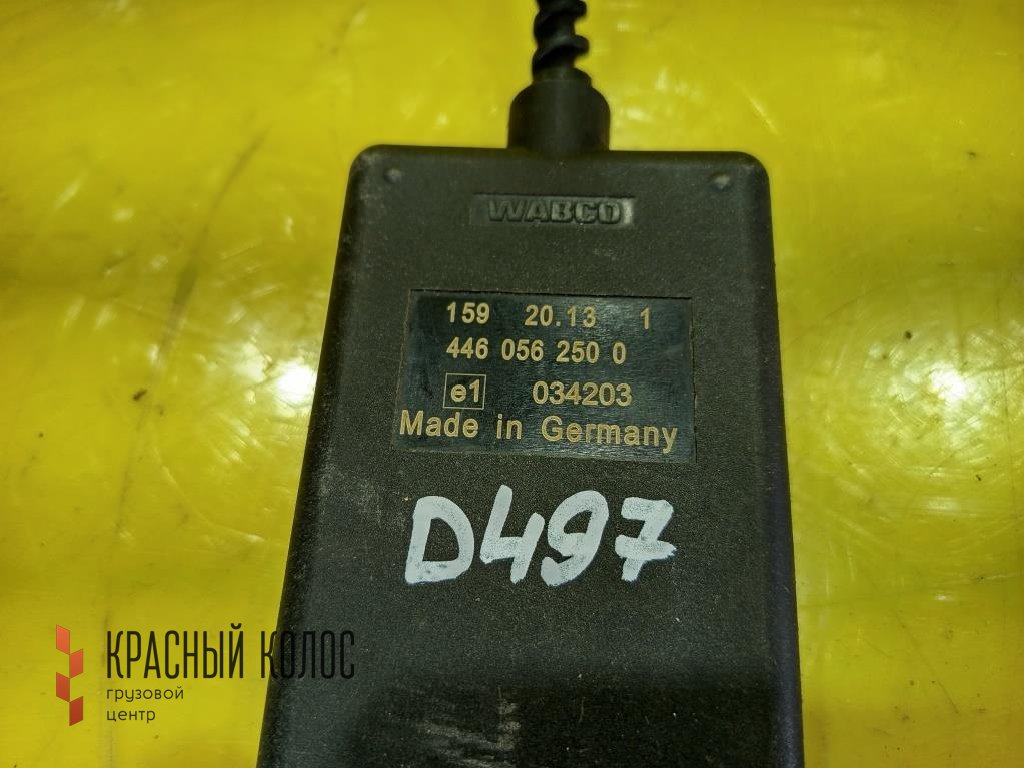 WABCO
159 20.13 1
446 056 250 0
e1 034203
Made in Germany
D497
КРАСНЫЙ КОЛОС
грузовой
центр